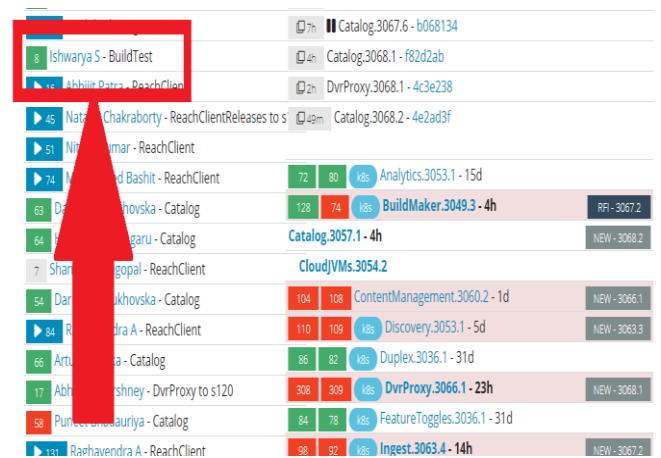 7h Catalog.3067.6 - b068134
8 Ishwarya S - BuildTest
4h Catalog.3068.1 - f82d2ab
16 Abhijit Patra - ReachClient
2h DvrProxy.3068.1 - 4c3e238
45 Chakraborty - ReachClientReleases to s
49m Catalog.3068.2 - 4e2ad3f
51 - ReachClient
74 Bashit - ReachClient
72 80 k8s Analytics.3053.1 - 15d
63 - Catalog
128 74 k8s BuildMaker.3049.3 - 4h RFI - 3067.2
64 - Catalog
Catalog.3057.1 - 4h NEW - 3068.2
7 - ReachClient
CloudJVMs.3054.2
54 - Catalog
104 108 ContentManagement.3060.2 - 1d NEW - 3066.1
84 A - ReachClient
110 109 k8s Discovery.3053.1 - 5d NEW - 3063.3
66 - Catalog
86 82 k8s Duplex.3036.1 - 31d
17 - DvrProxy to s120
308 309 k8s DvrProxy.3066.1 - 23h NEW - 3068.1
58 - Catalog
84 78 k8s FeatureToggles.3036.1 - 31d
131 Raghavendra A - ReachClient
98 92 k8s Ingest.3063.4 - 14h NEW - 3067.2